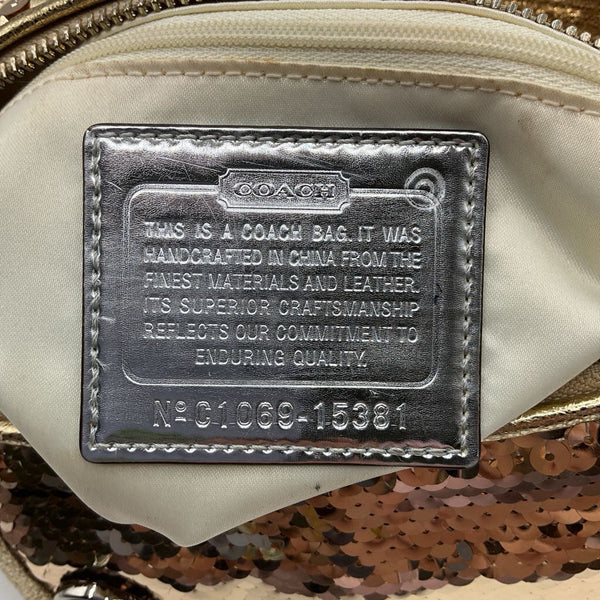 COACH
THIS IS A COACH BAG. IT WAS
HANDCRAFTED IN CHINA FROM THE
FINEST MATERIALS AND LEATHER.
ITS SUPERIOR CRAFTSMANSHIP
REFLECTS OUR COMMITMENT TO
ENDURING QUALITY.
Nº C1069-15381